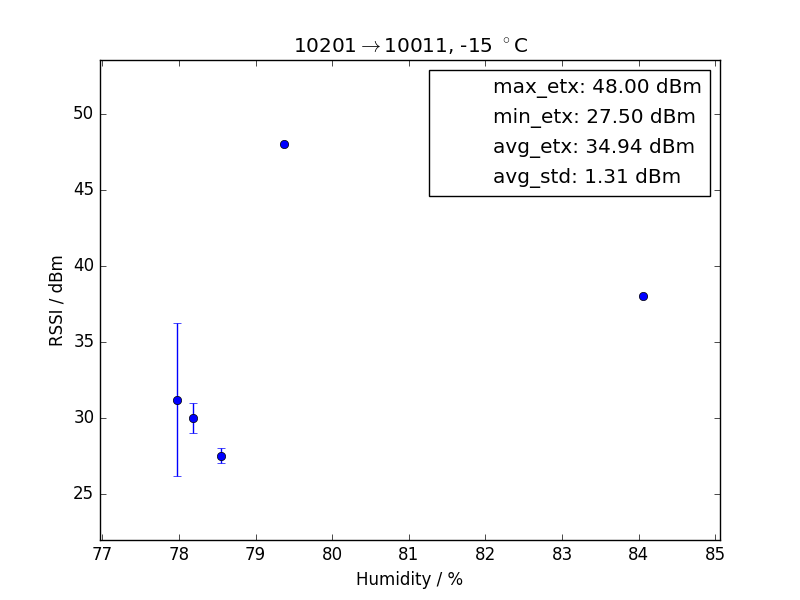 10201→10011, -15 °C
max_etx: 48.00 dBm
min_etx: 27.50 dBm
avg_etx: 34.94 dBm
avg_std: 1.31 dBm
RSSI / dBm
50
45
40
35
30
25
77 78 79 80 81 82 83 84 85
Humidity / %